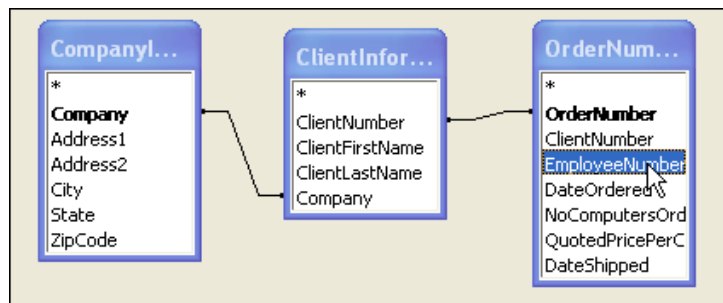 CompanyI...
*
Company
Address1
Address2
City
State
ZipCode
ClientInfor...
*
ClientNumber
ClientFirstName
ClientLastName
Company
OrderNum...
*
OrderNumber
ClientNumber
EmployeeNumber
DateOrdered
NoComputersOrd
QuotedPricePerC
DateShipped